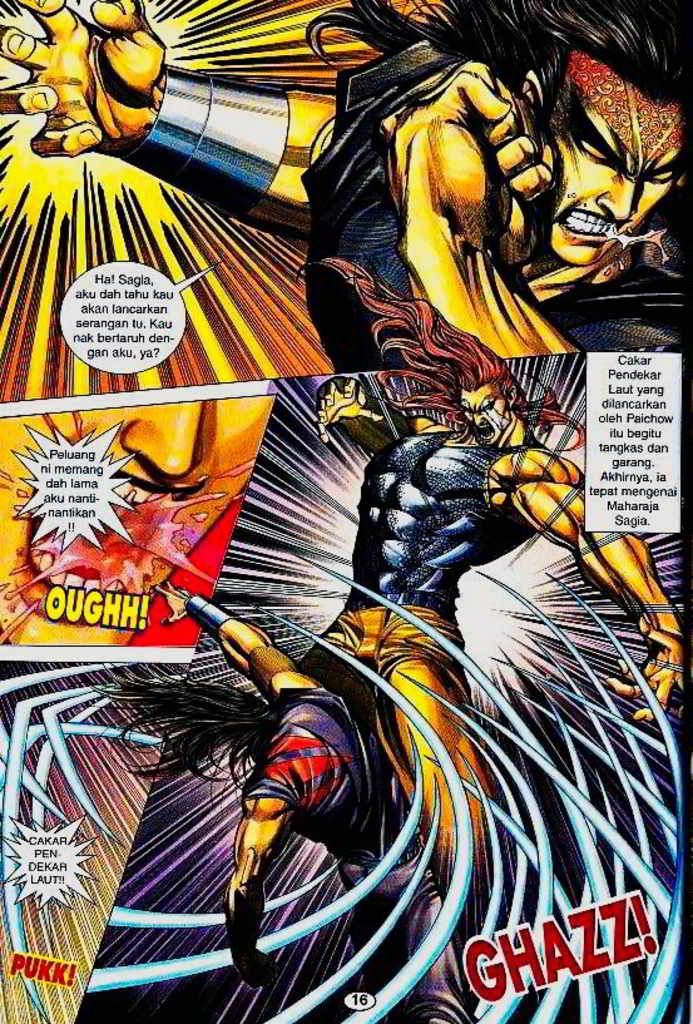 Ha! Sagia,
aku dah tahu kau
akan lancarkan
serangan tu. Kau
nak bertaruh den-
gan aku, ya?
Cakar
Pendekar
Laut yang
dilancarkan
oleh Paichow
itu begitu
tangkas dan
garang.
Akhirnya, ia
tepat mengenai
Maharaja
Sagia.
Peluang
ni memang
dah lama
aku nanti-
nantikan
!!
OUGHH!
CAKAR
PEN-
DEKAR
LAUT!!
PUKK!
GHAZZ!
16